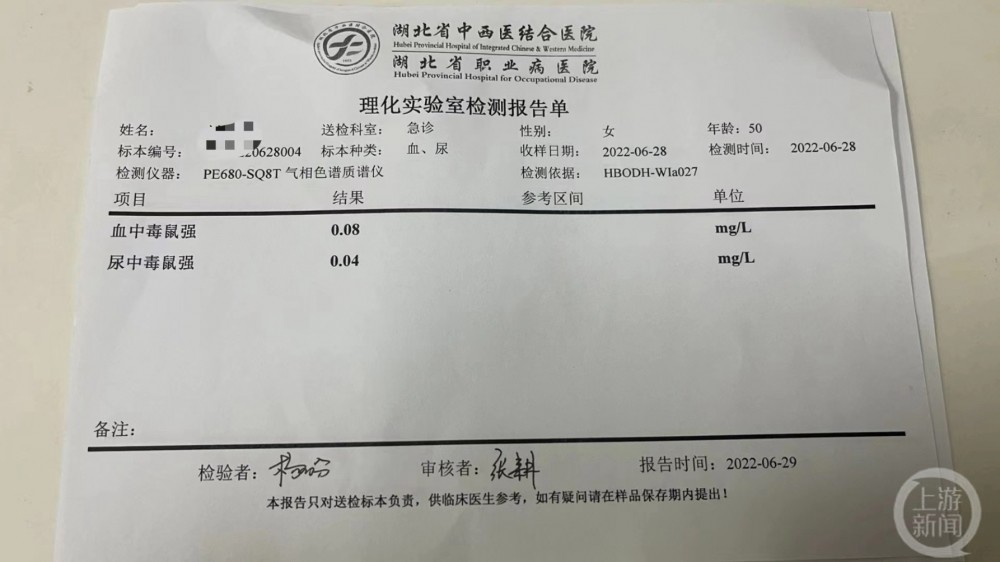 湖北省中西医结合医院
Hubei Provincial Hospital of Integrated Chinese & Western Medicine
湖北省职业病医院
Hubei Provincial Hospital for Occupational Disease
理化实验室检测报告单
姓名： 送检科室： 急诊 性别： 女 年龄：50
标本编号： 20628004 标本种类： 血、尿 收样日期： 2022-06-28 检测时间： 2022-06-28
检测仪器： PE680-SQ8T 气相色谱质谱仪 检测依据： HBODH-WIa027
项目 结果 参考区间 单位
血中毒鼠强 0.08 mg/L
尿中毒鼠强 0.04 mg/L
备注：
检验者： 审核者： 张耕 报告时间：2022-06-29
本报告只对送检标本负责，供临床医生参考，如有疑问请在样品保存期内提出！
上游新闻